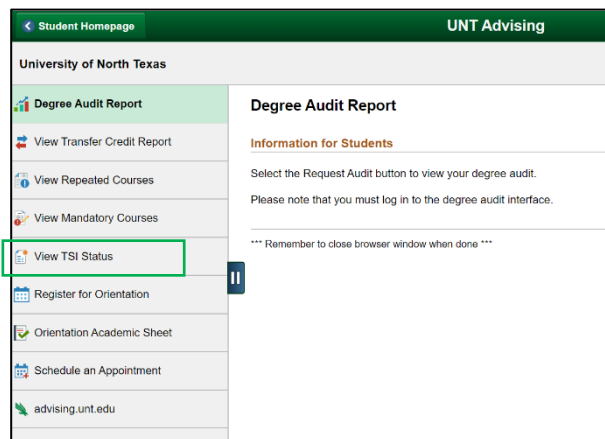 Student Homepage
UNT Advising
University of North Texas
Degree Audit Report
View Transfer Credit Report
View Repeated Courses
View Mandatory Courses
View TSI Status
Register for Orientation
Orientation Academic Sheet
Schedule an Appointment
advising.unt.edu
Degree Audit Report
Information for Students
Select the Request Audit button to view your degree audit.
Please note that you must log in to the degree audit interface.
*** Remember to close browser window when done ***